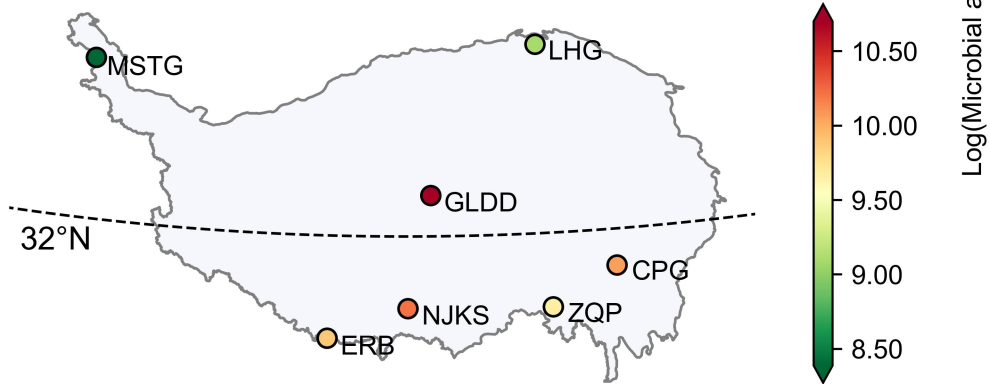 MSTG
LHG
GLDD
32°N
CPG
NJKS
ZQP
ERB
10.50
10.00
9.50
9.00
8.50
Log(Microbial